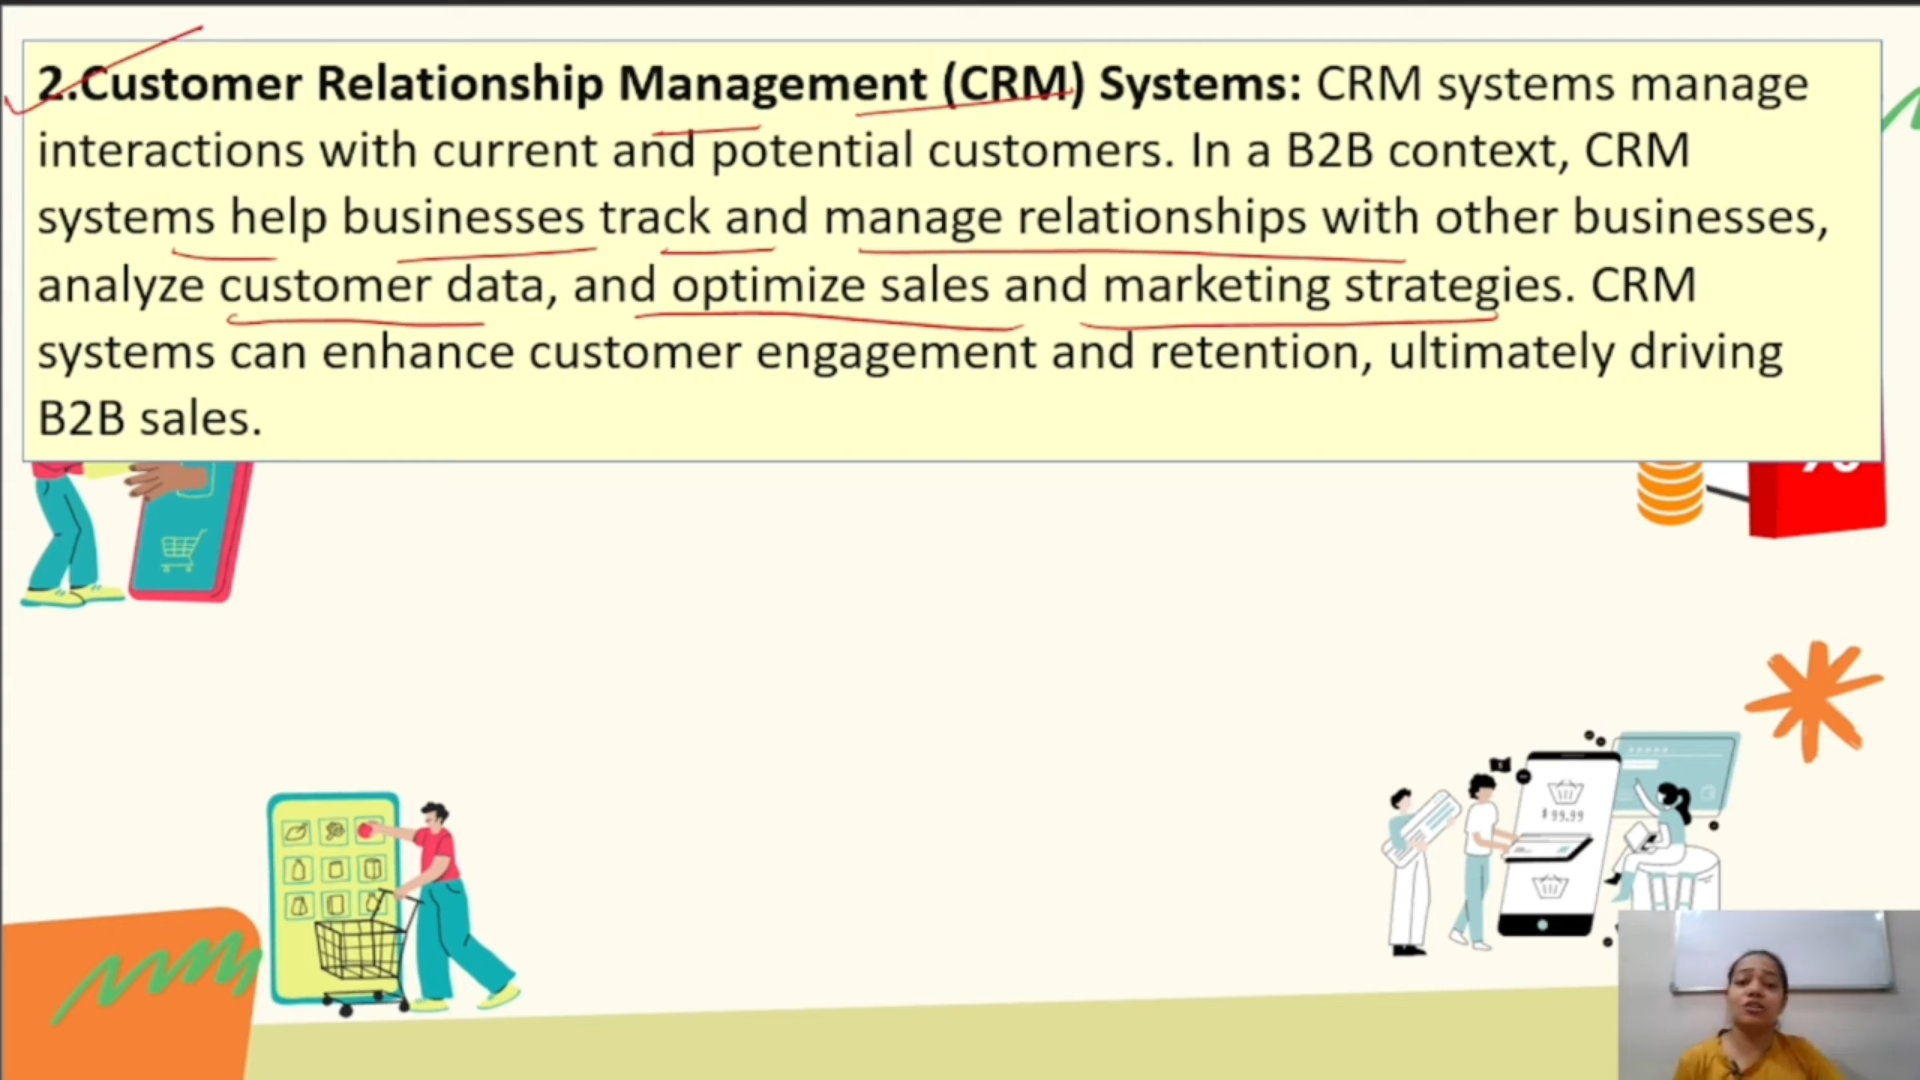 2.Customer Relationship Management (CRM) Systems: CRM systems manage
interactions with current and potential customers. In a B2B context, CRM
systems help businesses track and manage relationships with other businesses,
analyze customer data, and optimize sales and marketing strategies. CRM
systems can enhance customer engagement and retention, ultimately driving
B2B sales.
$99.99